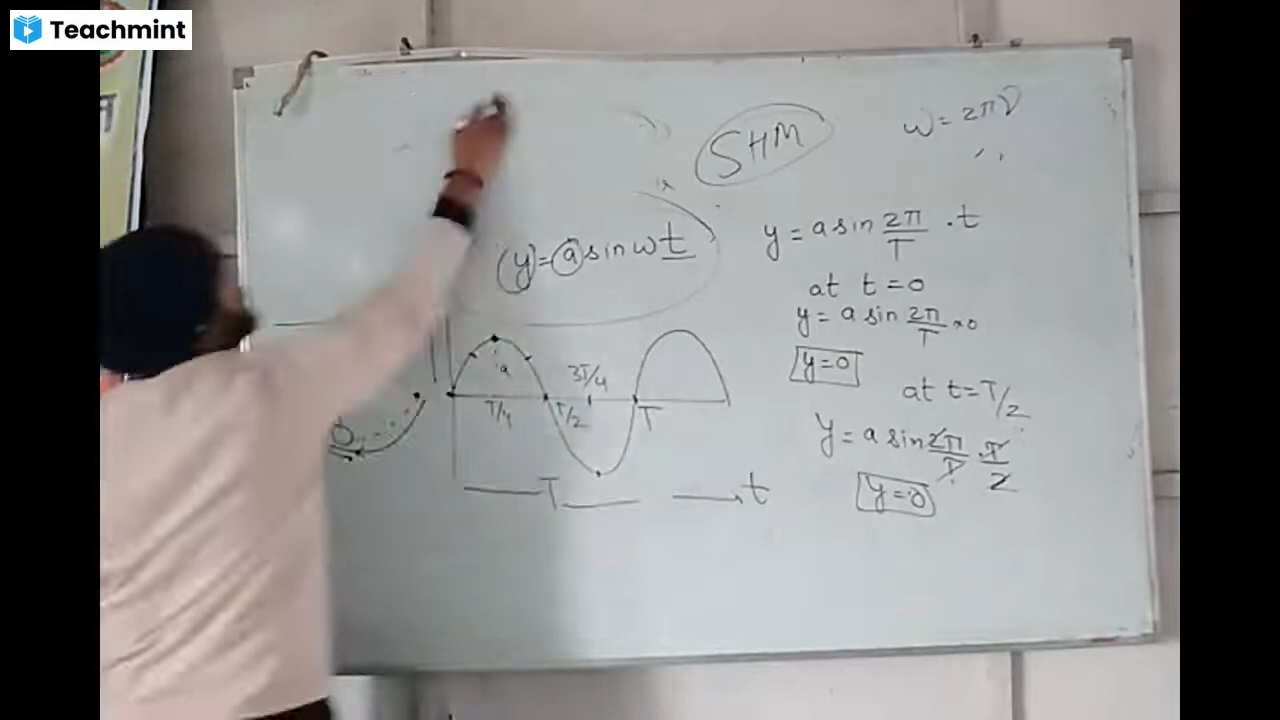 Teachmint
त
SHM
ω = 2πν
y = a sin ω t
y = a sin 2π/T · t
at t = 0
y = a sin 2π/T × 0
y = 0
at t = T/2
y = a sin 2π/T · T/2
y = 0
a
3T/4
T/4 T/2 T
T
t